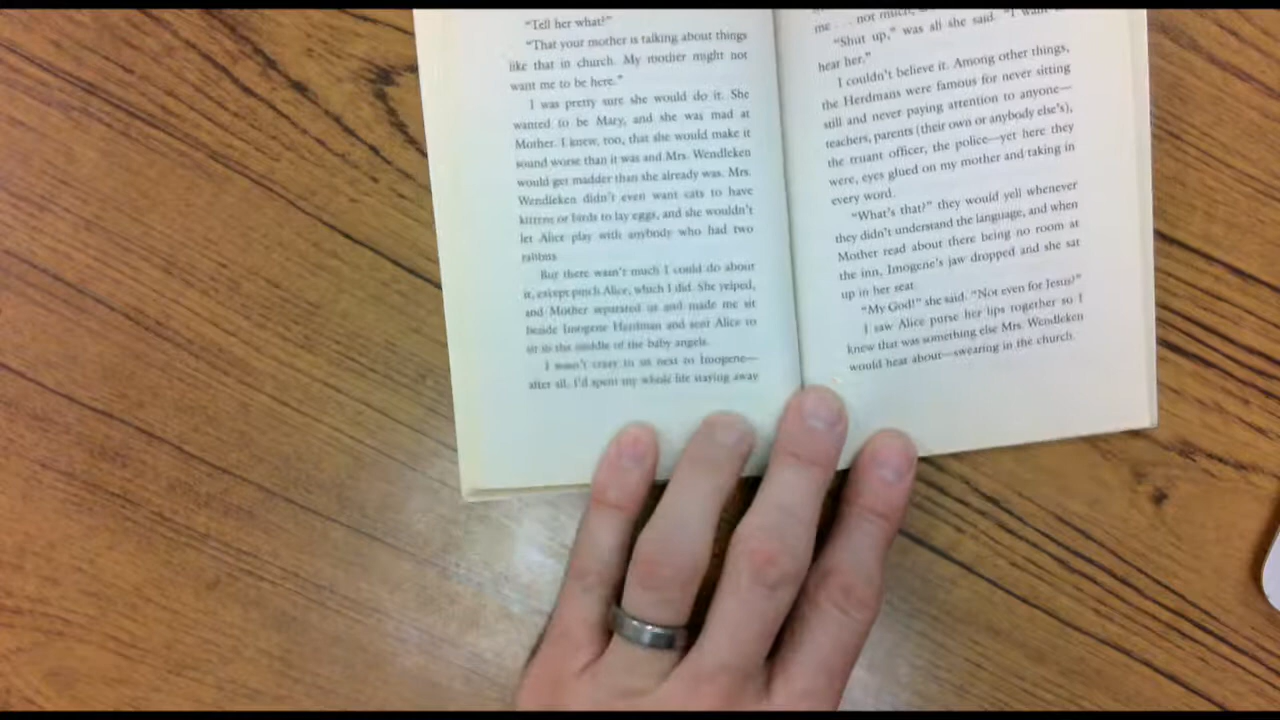 "Tell her what?"
"That your mother is talking about things
like that in church. My mother might not
want me to be here."
I was pretty sure she would do it. She
wanted to be Mary, and she was mad at
Mother. I knew, too, that she would make it
sound worse than it was and Mrs. Wendleken
would get madder than she already was. Mrs.
Wendleken didn't even want cats to have
kittens or birds to lay eggs, and she wouldn't
let Alice play with anybody who had two
rabbits.
But there wasn't much I could do about
it, except pinch Alice, which I did. She yelped,
and Mother separated us and made me sit
beside Imogene Herdman and sent Alice to
sit in the middle of the baby angels.
I wasn't crazy to sit next to Imogene—
after all, I'd spent my whole life staying away
me . . . not much,
"Shut up," was all she said. "I want
hear her."
I couldn't believe it. Among other things,
the Herdmans were famous for never sitting
still and never paying attention to anyone—
teachers, parents (their own or anybody else's),
the truant officer, the police—yet here they
were, eyes glued on my mother and taking in
every word.
"What's that?" they would yell whenever
they didn't understand the language, and when
Mother read about there being no room at
the inn, Imogene's jaw dropped and she sat
up in her seat.
"My God!" she said. "Not even for Jesus?"
I saw Alice purse her lips together so I
knew that was something else Mrs. Wendleken
would hear about—swearing in the church.